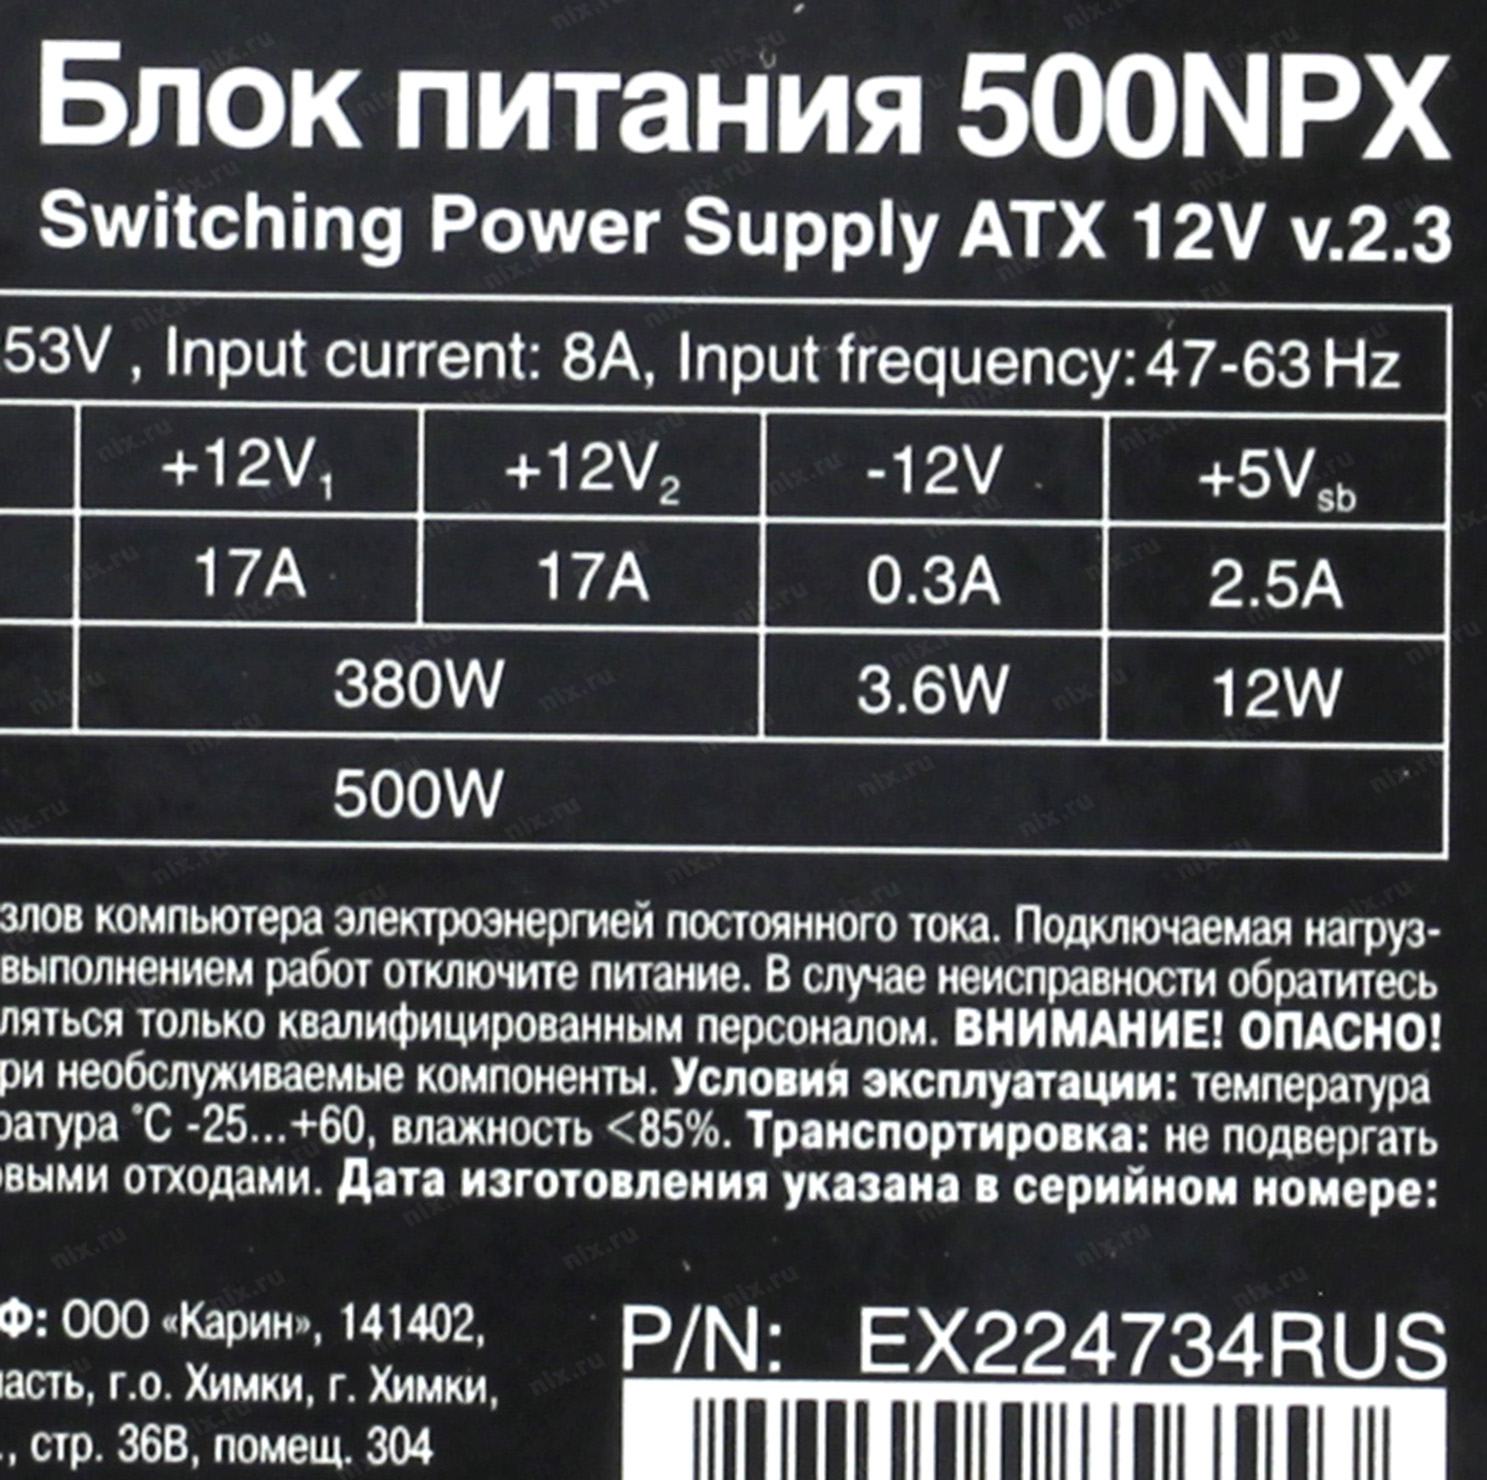 Блок питания 500NPX
Switching Power Supply ATX 12V v.2.3
53V , Input current: 8A, Input frequency: 47-63 Hz
+12V1 +12V2 -12V +5Vsb
17A 17A 0.3A 2.5A
380W 3.6W 12W
500W
злов компьютера электроэнергией постоянного тока. Подключаемая нагруз-
выполнением работ отключите питание. В случае неисправности обратитесь
ляться только квалифицированным персоналом. ВНИМАНИЕ! ОПАСНО!
ри необслуживаемые компоненты. Условия эксплуатации: температура
ратура °C -25...+60, влажность <85%. Транспортировка: не подвергать
овыми отходами. Дата изготовления указана в серийном номере:
Ф: ООО «Карин», 141402,
ласть, г.о. Химки, г. Химки,
., стр. 36В, помещ. 304
P/N: EX224734RUS